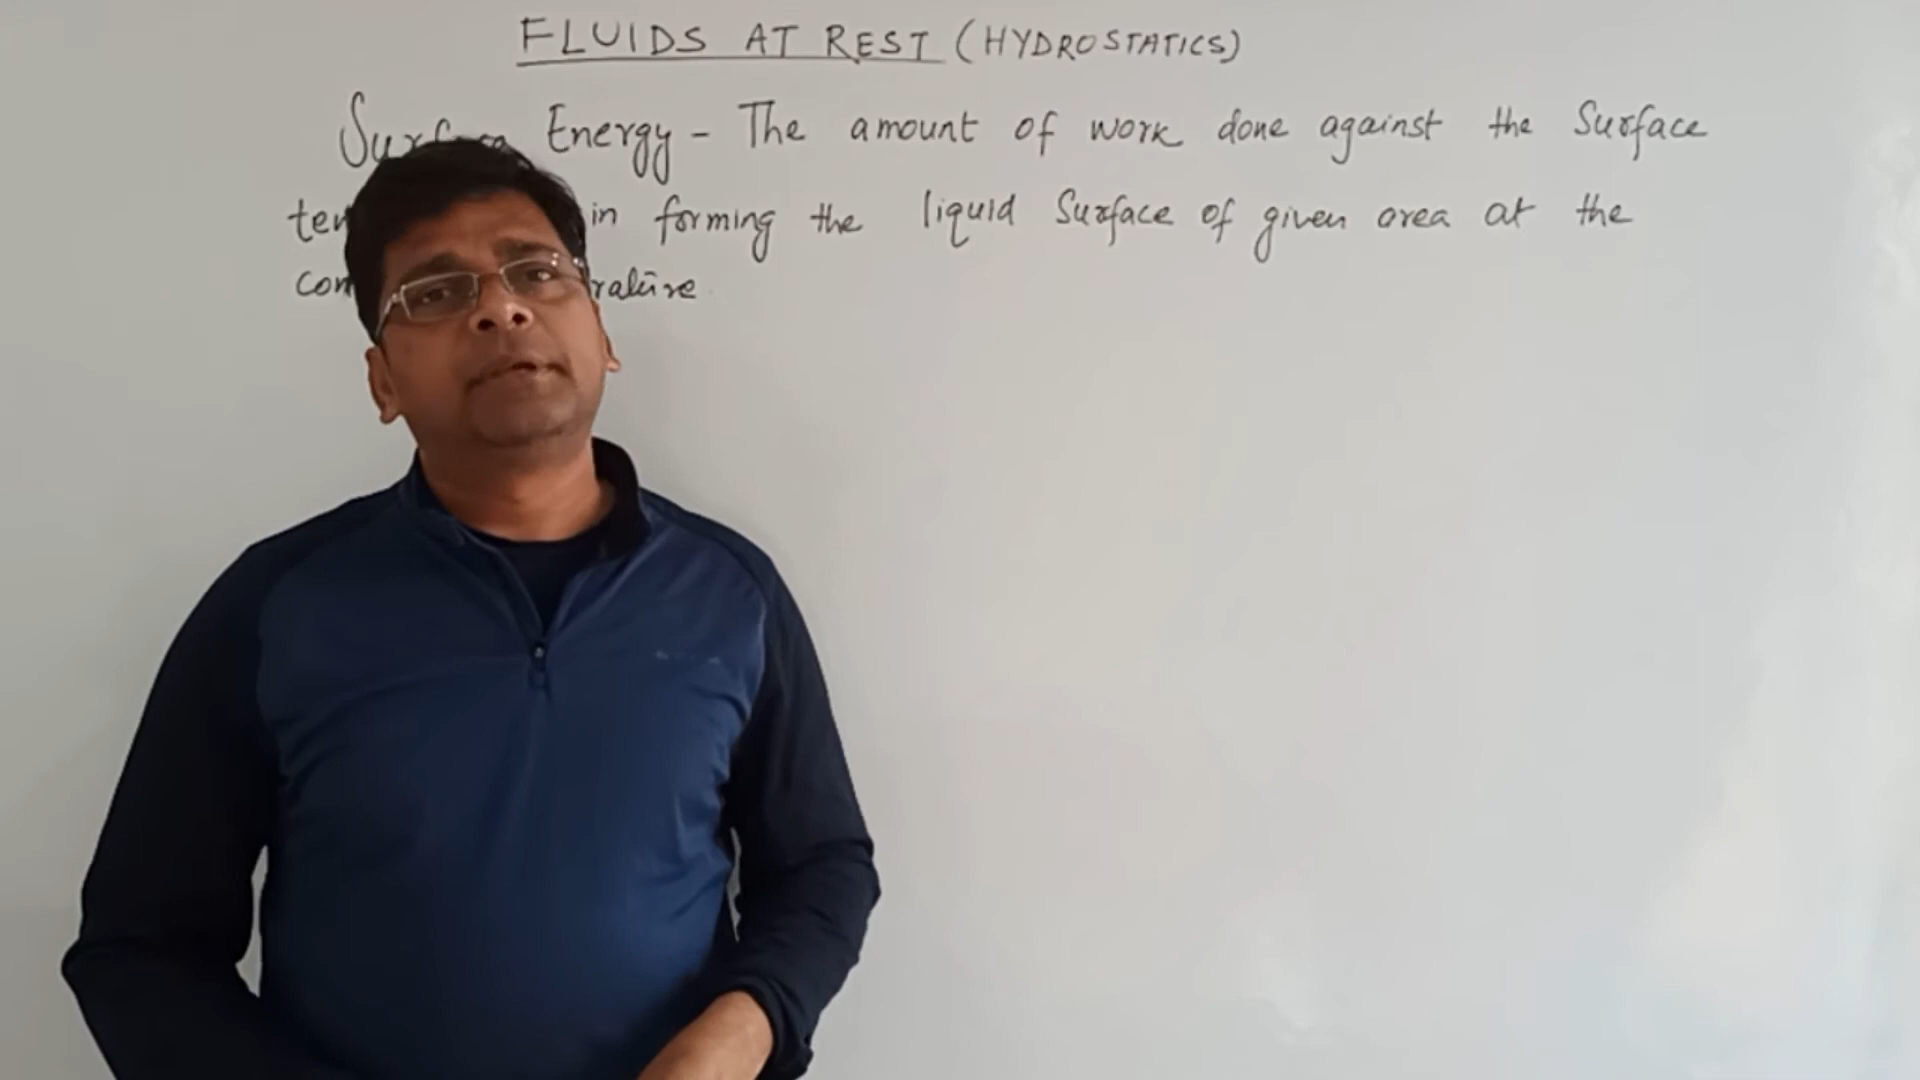 FLUIDS AT REST (HYDROSTATICS)
Surface Energy - The amount of work done against the Surface
in forming the liquid Surface of given area at the